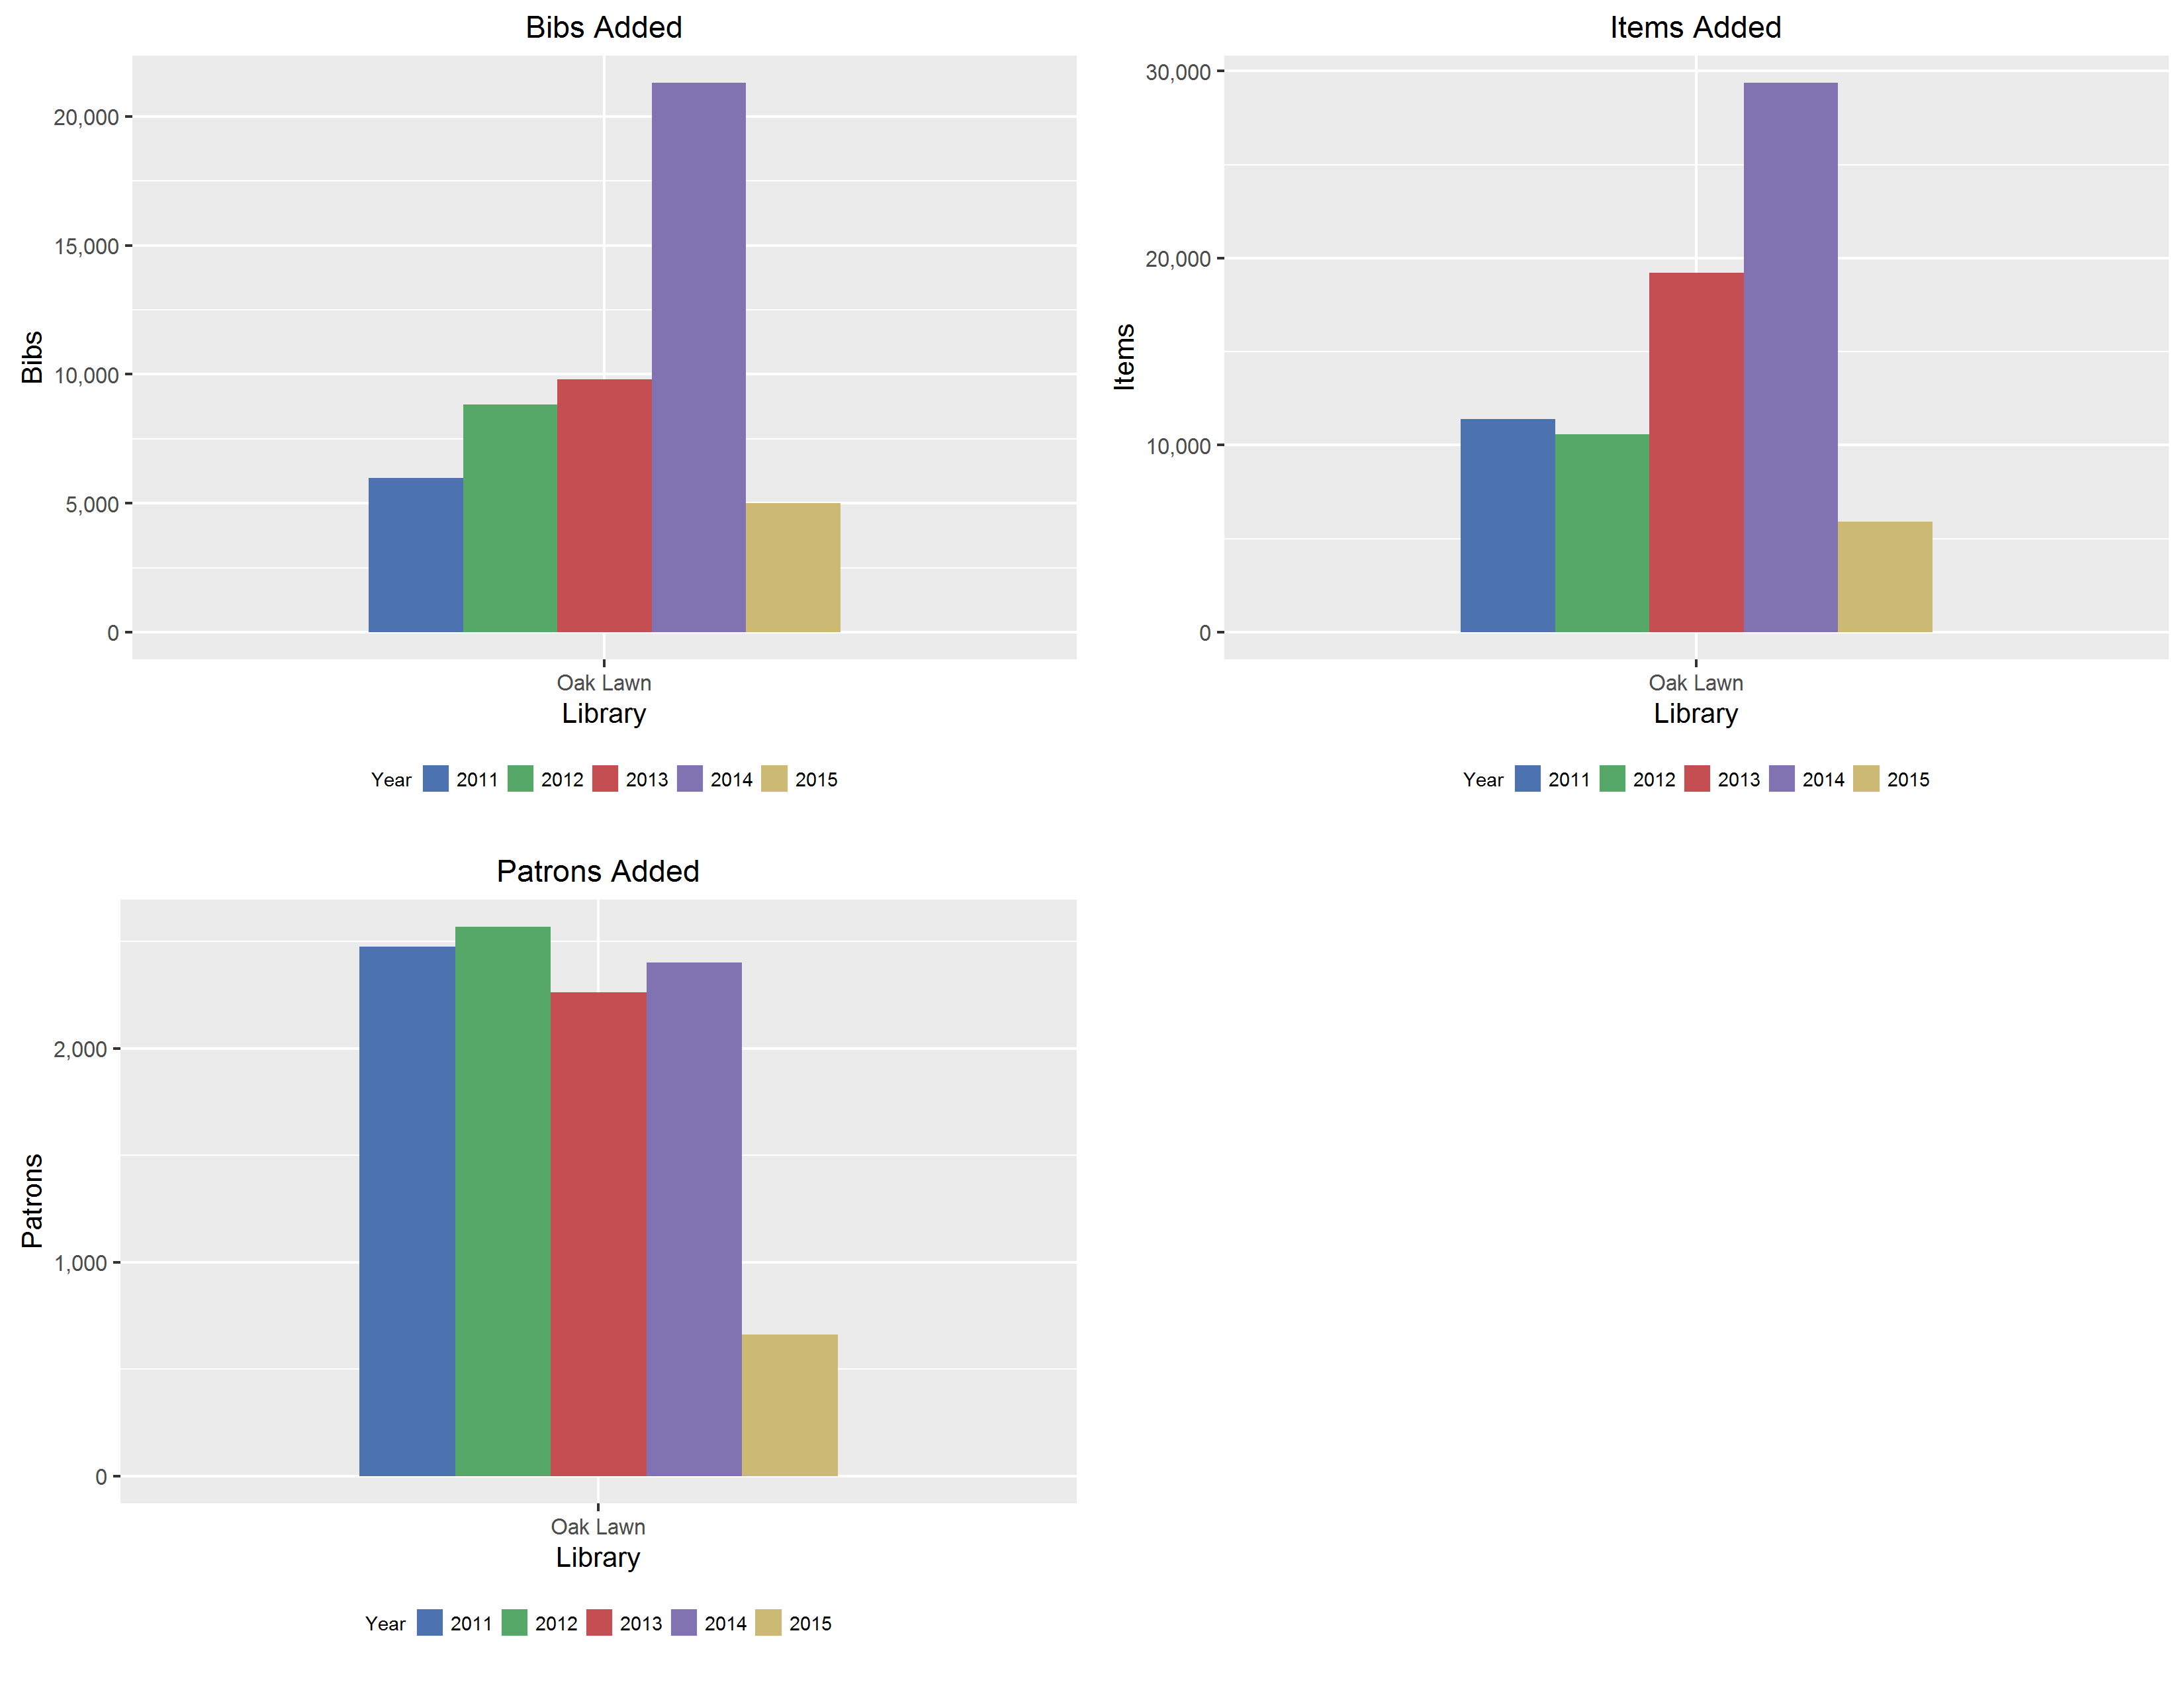 Bibs Added
20,000
15,000
10,000
5,000
0
Bibs
Oak Lawn
Library
Year 2011 2012 2013 2014 2015
Items Added
30,000
20,000
10,000
0
Items
Oak Lawn
Library
Year 2011 2012 2013 2014 2015
Patrons Added
2,000
1,000
0
Patrons
Oak Lawn
Library
Year 2011 2012 2013 2014 2015